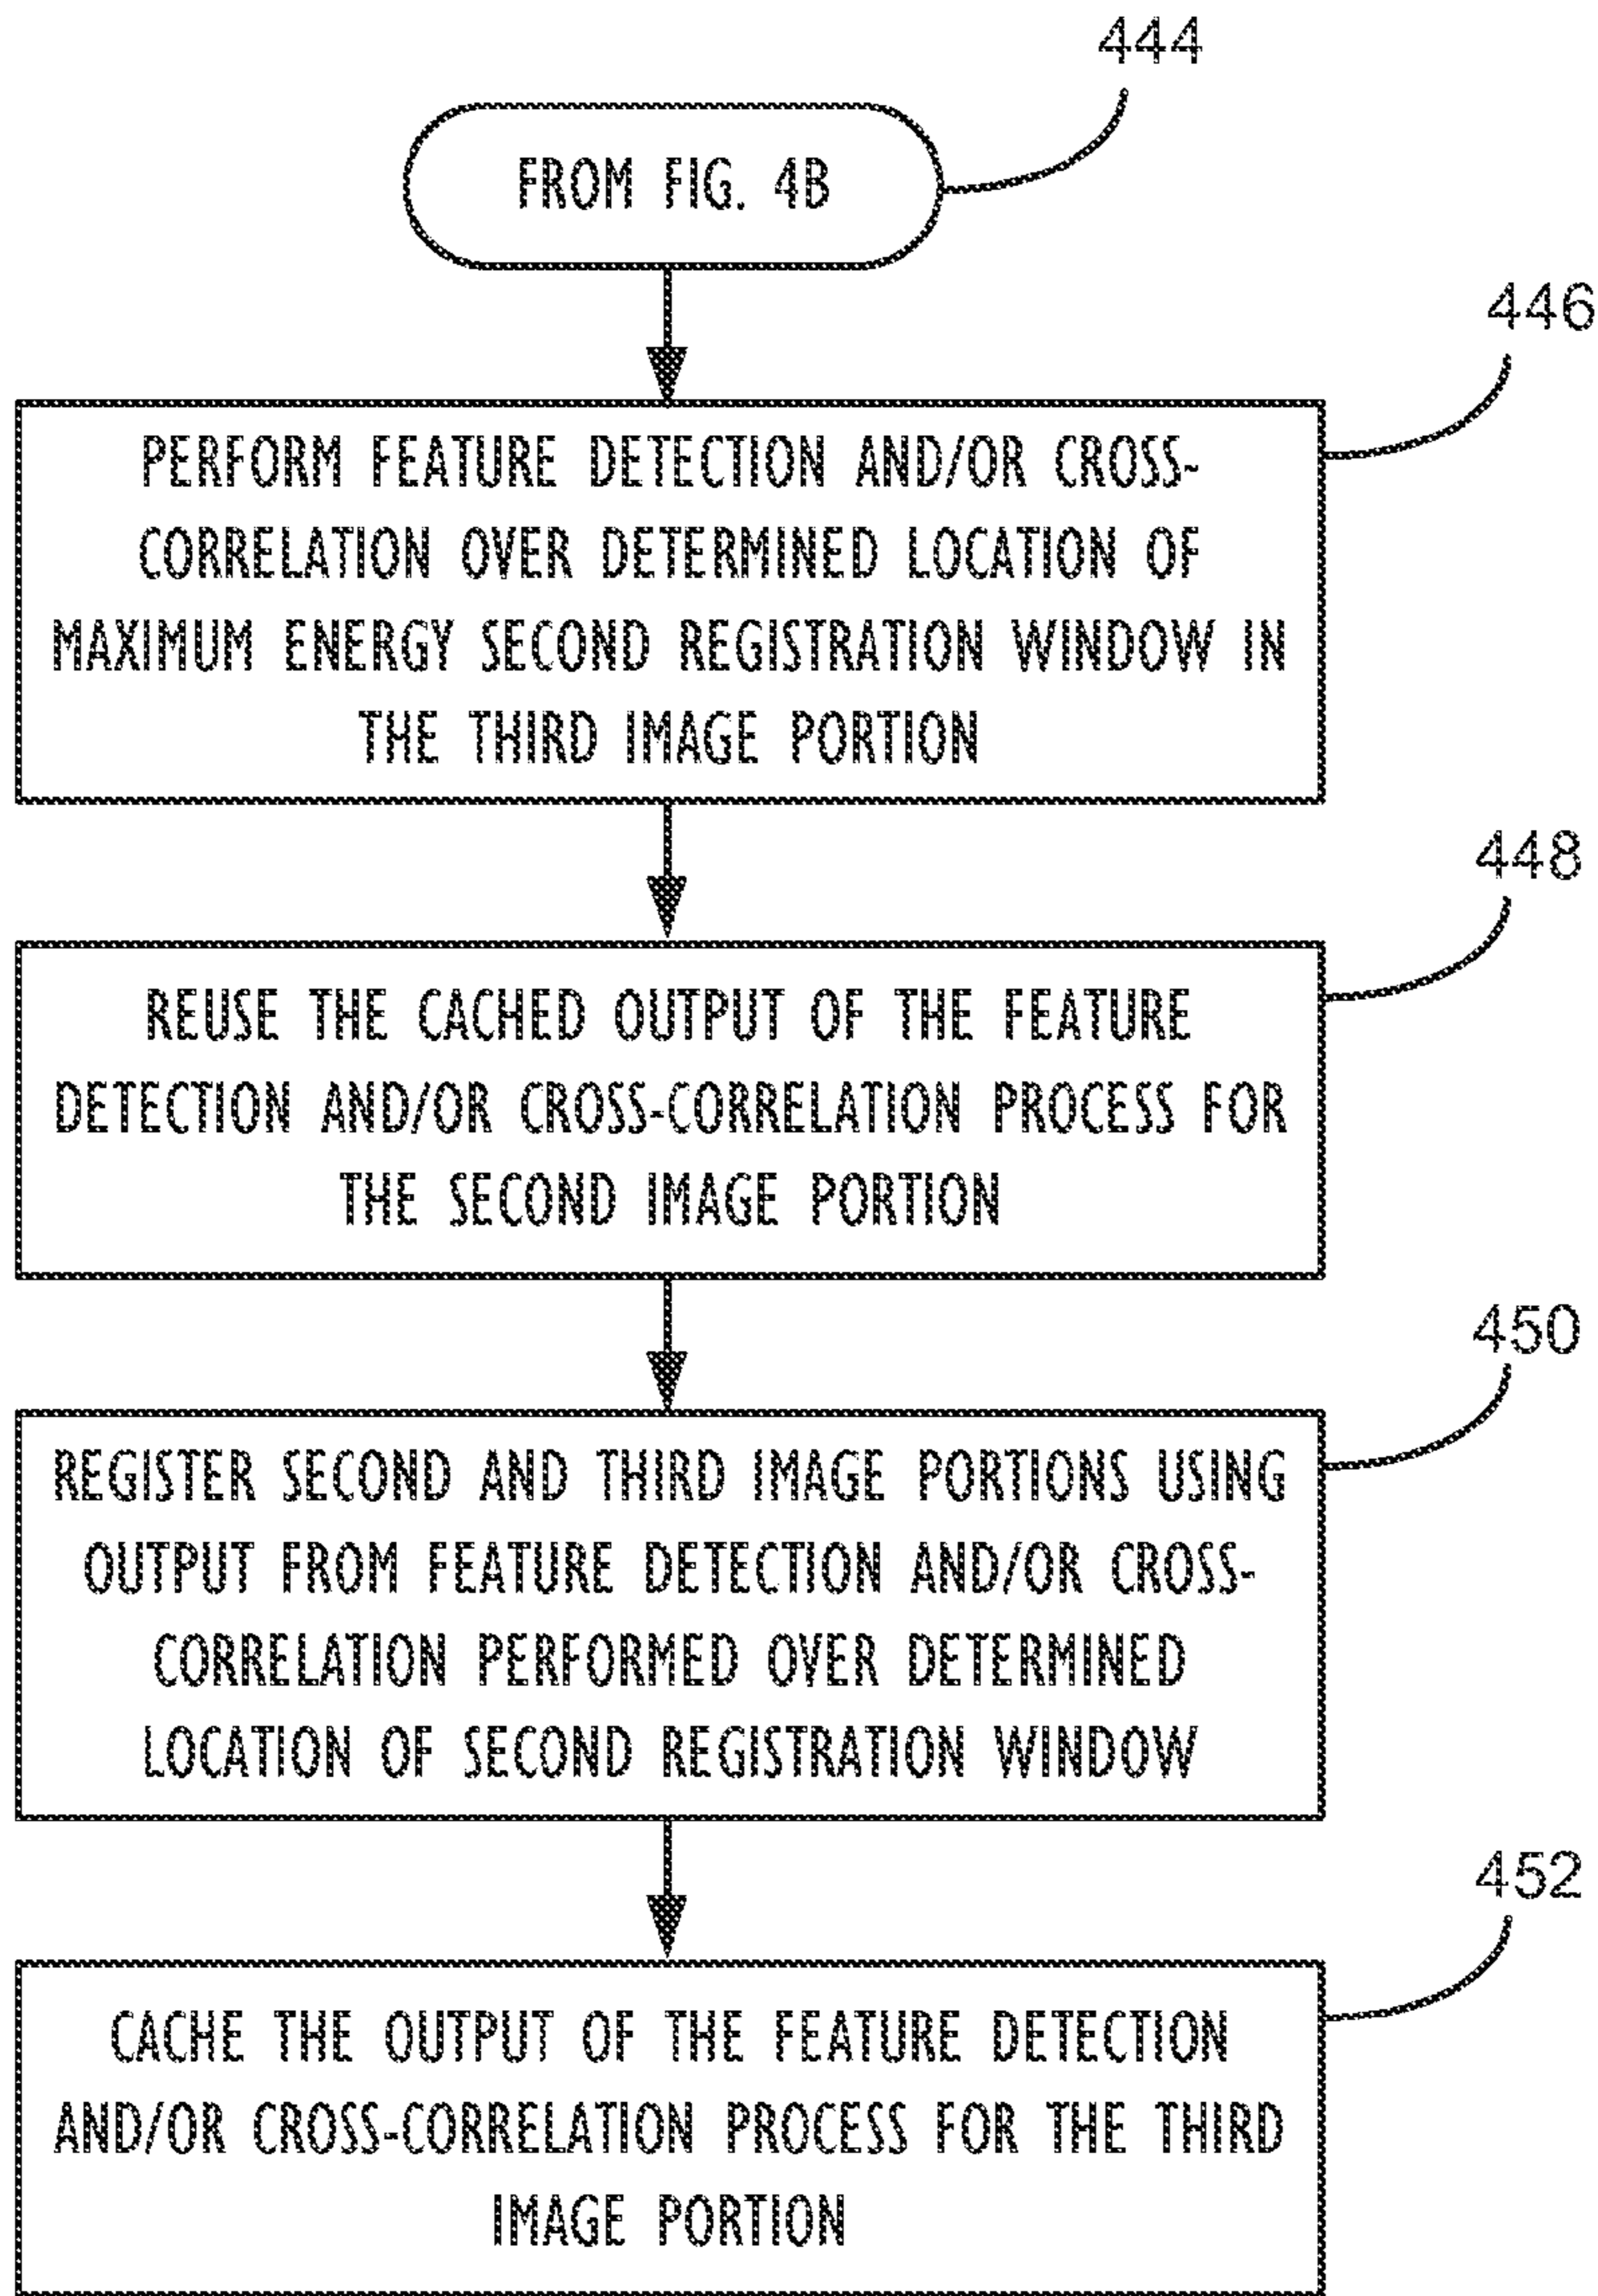 444
FROM FIG. 4B
446
PERFORM FEATURE DETECTION AND/OR CROSS-
CORRELATION OVER DETERMINED LOCATION OF
MAXIMUM ENERGY SECOND REGISTRATION WINDOW IN
THE THIRD IMAGE PORTION
448
REUSE THE CACHED OUTPUT OF THE FEATURE
DETECTION AND/OR CROSS-CORRELATION PROCESS FOR
THE SECOND IMAGE PORTION
450
REGISTER SECOND AND THIRD IMAGE PORTIONS USING
OUTPUT FROM FEATURE DETECTION AND/OR CROSS-
CORRELATION PERFORMED OVER DETERMINED
LOCATION OF SECOND REGISTRATION WINDOW
452
CACHE THE OUTPUT OF THE FEATURE DETECTION
AND/OR CROSS-CORRELATION PROCESS FOR THE THIRD
IMAGE PORTION